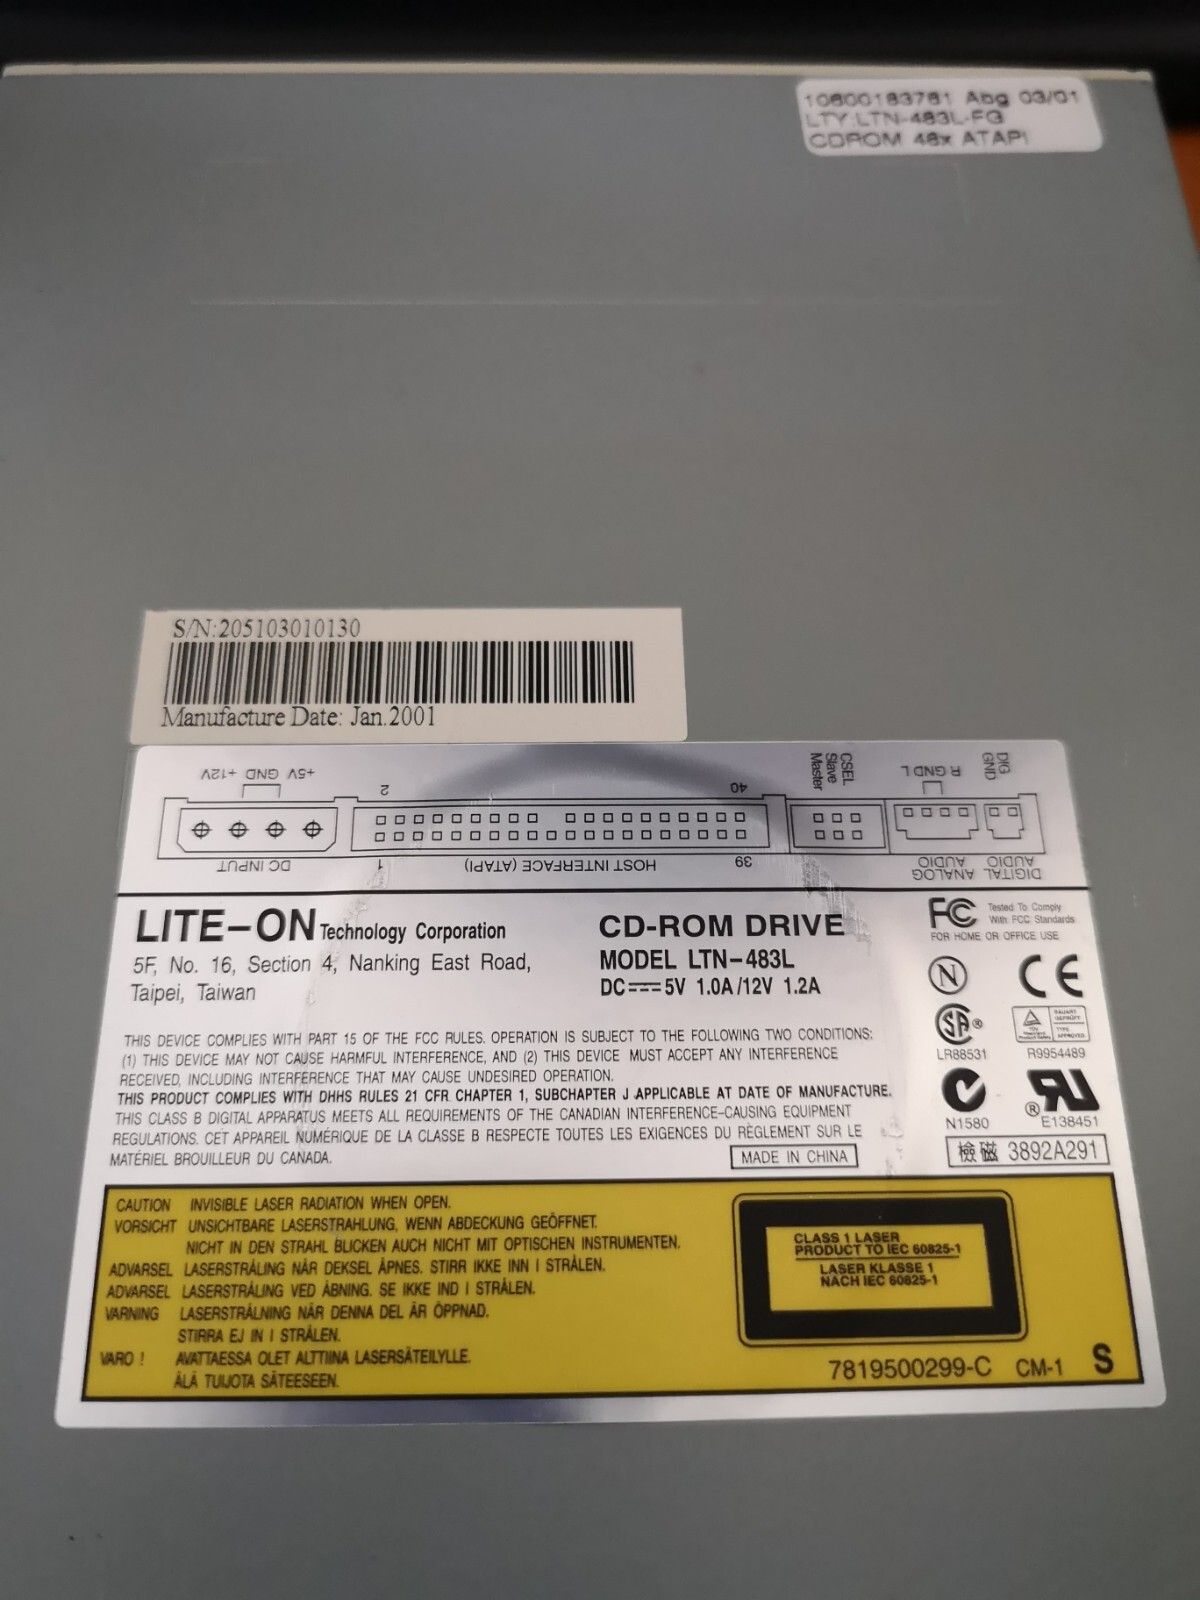 10600183781 Abg 03/01
LTY:LTN-483L-FG
CDROM 48x ATAPI
S/N:205103010130
Manufacture Date: Jan.2001
+5V GND +12V
2
40
CSEL
Slave
Master
R GND L
DIG
GND
DC INPUT
1
HOST INTERFACE (ATAPI)
39
ANALOG
AUDIO
DIGITAL
AUDIO
LITE-ON Technology Corporation
5F, No. 16, Section 4, Nanking East Road,
Taipei, Taiwan
CD-ROM DRIVE
MODEL LTN-483L
DC 5V 1.0A/12V 1.2A
FC Tested To Comply
With FCC Standards
FOR HOME OR OFFICE USE
N
CE
SA ®
LR88531
BAUART
GEPRÜFT
TYPE
APPROVED
R9954489
N1580
® UR
E138451
檢磁 3892A291
THIS DEVICE COMPLIES WITH PART 15 OF THE FCC RULES. OPERATION IS SUBJECT TO THE FOLLOWING TWO CONDITIONS:
(1) THIS DEVICE MAY NOT CAUSE HARMFUL INTERFERENCE, AND (2) THIS DEVICE MUST ACCEPT ANY INTERFERENCE
RECEIVED, INCLUDING INTERFERENCE THAT MAY CAUSE UNDESIRED OPERATION.
THIS PRODUCT COMPLIES WITH DHHS RULES 21 CFR CHAPTER 1, SUBCHAPTER J APPLICABLE AT DATE OF MANUFACTURE.
THIS CLASS B DIGITAL APPARATUS MEETS ALL REQUIREMENTS OF THE CANADIAN INTERFERENCE-CAUSING EQUIPMENT
REGULATIONS. CET APPAREIL NUMÉRIQUE DE LA CLASSE B RESPECTE TOUTES LES EXIGENCES DU RÈGLEMENT SUR LE
MATÉRIEL BROUILLEUR DU CANADA.
MADE IN CHINA
CAUTION INVISIBLE LASER RADIATION WHEN OPEN.
VORSICHT UNSICHTBARE LASERSTRAHLUNG, WENN ABDECKUNG GEÖFFNET.
NICHT IN DEN STRAHL BLICKEN AUCH NICHT MIT OPTISCHEN INSTRUMENTEN.
ADVARSEL LASERSTRÅLING NÅR DEKSEL ÅPNES. STIRR IKKE INN I STRÅLEN.
ADVARSEL LASERSTRÅLING VED ÅBNING. SE IKKE IND I STRÅLEN.
VARNING LASERSTRÅLNING NÄR DENNA DEL ÄR ÖPPNAD.
STIRRA EJ IN I STRÅLEN.
VARO ! AVATTAESSA OLET ALTTIINA LASERSÄTEILYLLE.
ÄLÄ TUIJOTA SÄTEESEEN.
CLASS 1 LASER
PRODUCT TO IEC 60825-1
LASER KLASSE 1
NACH IEC 60825-1
7819500299-C CM-1 S